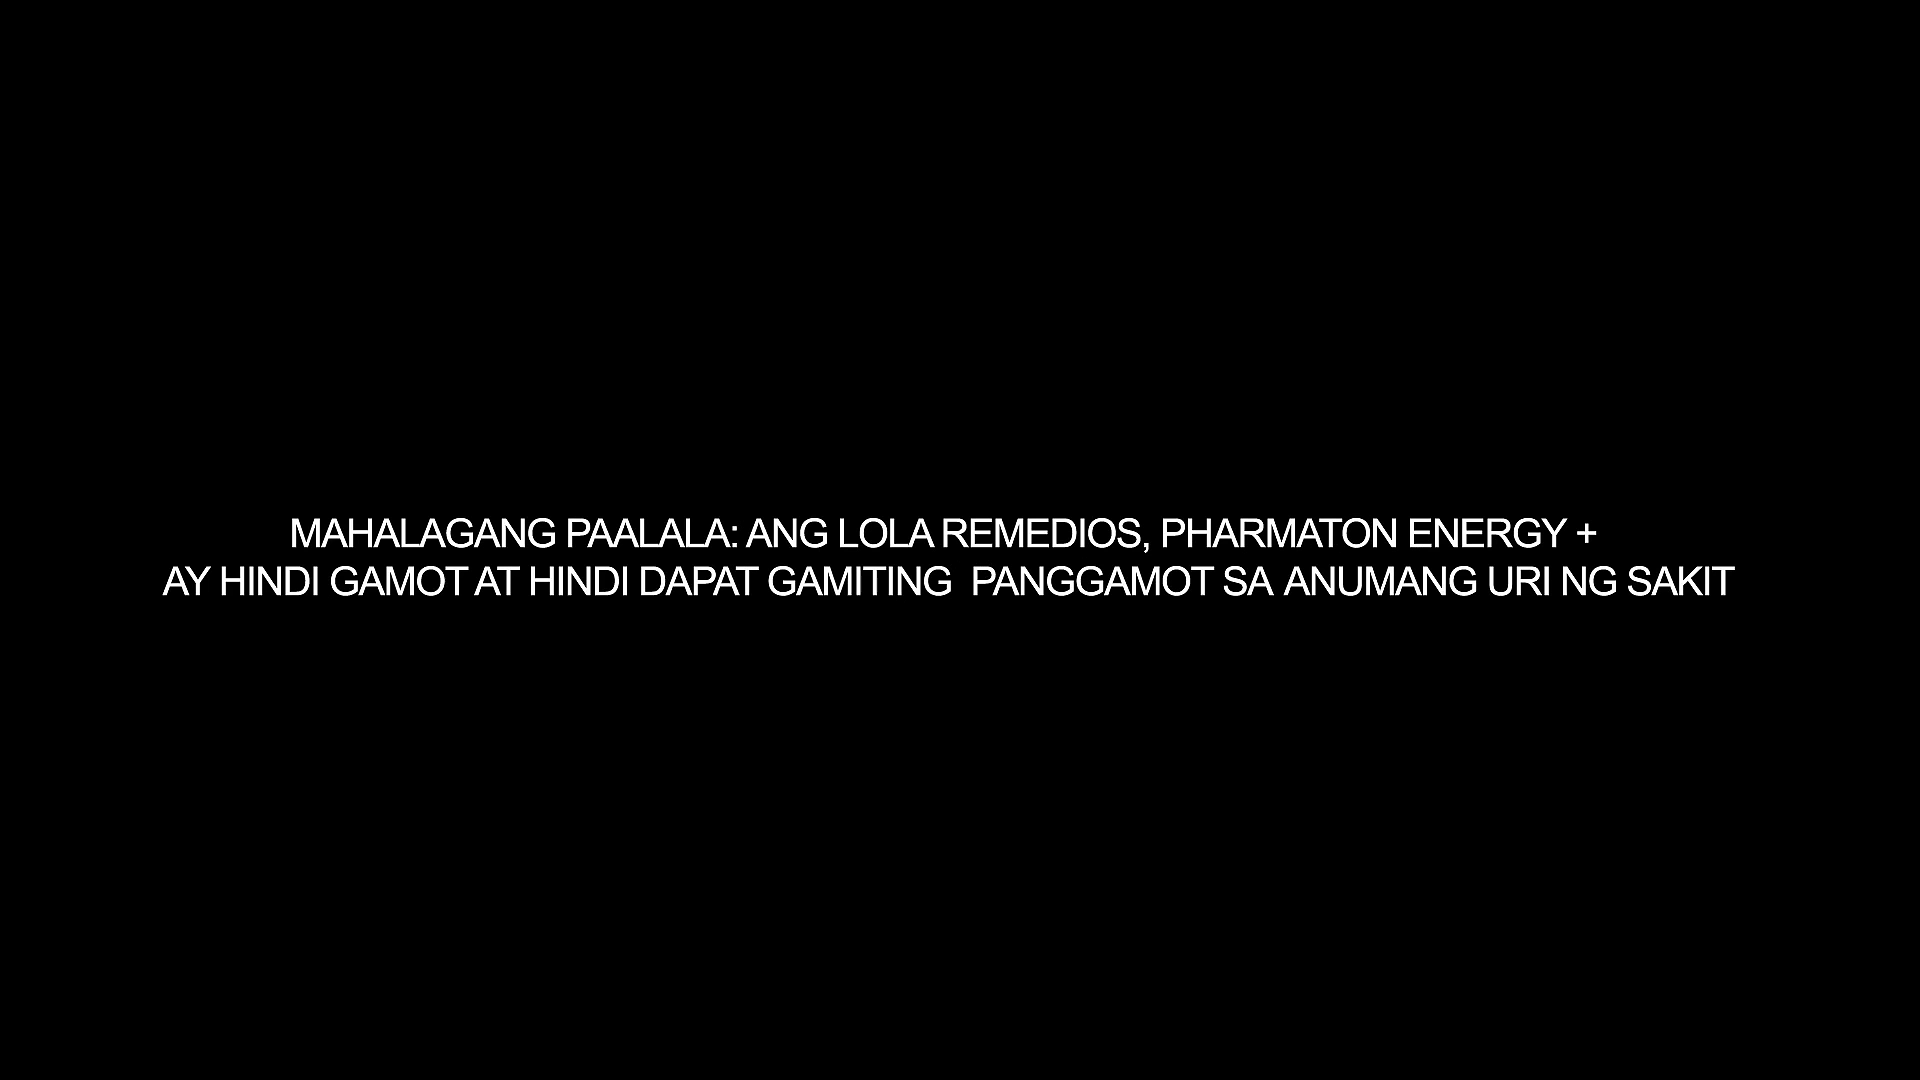 MAHALAGANG PAALALA: ANG LOLA REMEDIOS, PHARMATON ENERGY +
AY HINDI GAMOT AT HINDI DAPAT GAMITING PANGGAMOT SA ANUMANG URI NG SAKIT